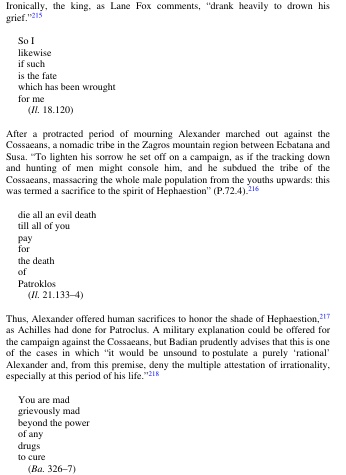 Ironically, the king, as Lane Fox comments, “drank heavily to drown his
grief.”215
So I
likewise
if such
is the fate
which has been wrought
for me
(Il. 18.120)
After a protracted period of mourning Alexander marched out against the
Cossaeans, a nomadic tribe in the Zagros mountain region between Ecbatana and
Susa. “To lighten his sorrow he set off on a campaign, as if the tracking down
and hunting of men might console him, and he subdued the tribe of the
Cossaeans, massacring the whole male population from the youths upwards: this
was termed a sacrifice to the spirit of Hephaestion” (P.72.4).216
die all an evil death
till all of you
pay
for
the death
of
Patroklos
(Il. 21.133–4)
Thus, Alexander offered human sacrifices to honor the shade of Hephaestion,217
as Achilles had done for Patroclus. A military explanation could be offered for
the campaign against the Cossaeans, but Badian prudently advises that this is one
of the cases in which “it would be unsound to postulate a purely ‘rational’
Alexander and, from this premise, deny the multiple attestation of irrationality,
especially at this period of his life.”218
You are mad
grievously mad
beyond the power
of any
drugs
to cure
(Ba. 326–7)